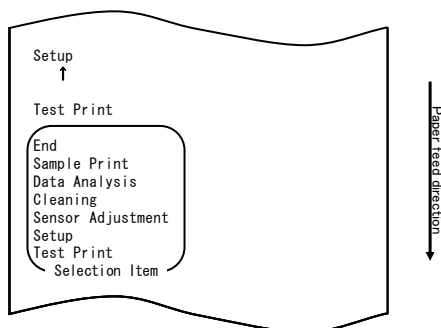 Setup
↑
Test Print
End
Sample Print
Data Analysis
Cleaning
Sensor Adjustment
Setup
Test Print
Selection Item
Paper feed direction